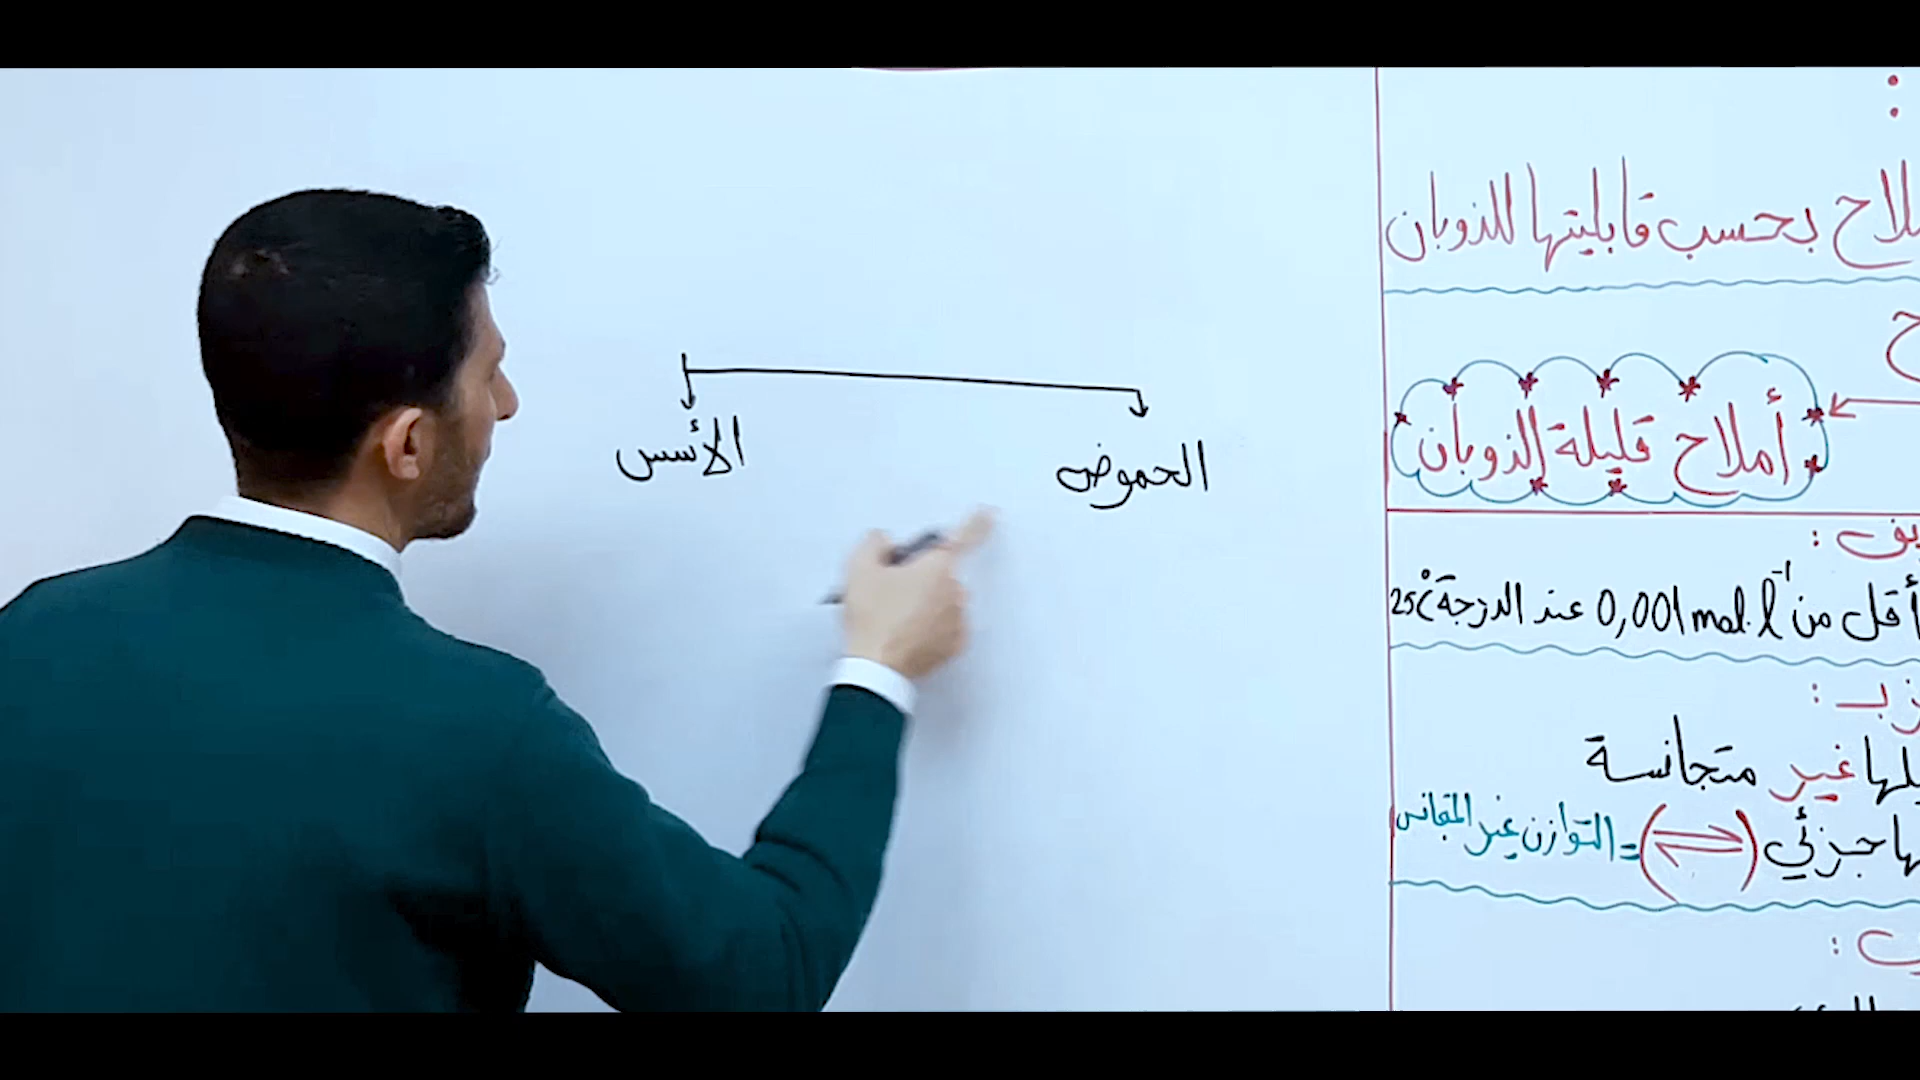 بحسب قابليتها للذوبان
أملاح قليلة الذوبان
أقل من 0,001 mol.l⁻¹ عند الدرجة 25°C
غير متجانسة
جزئي (⇌) = التوازن غير المتجانس
الحموض
الأسس